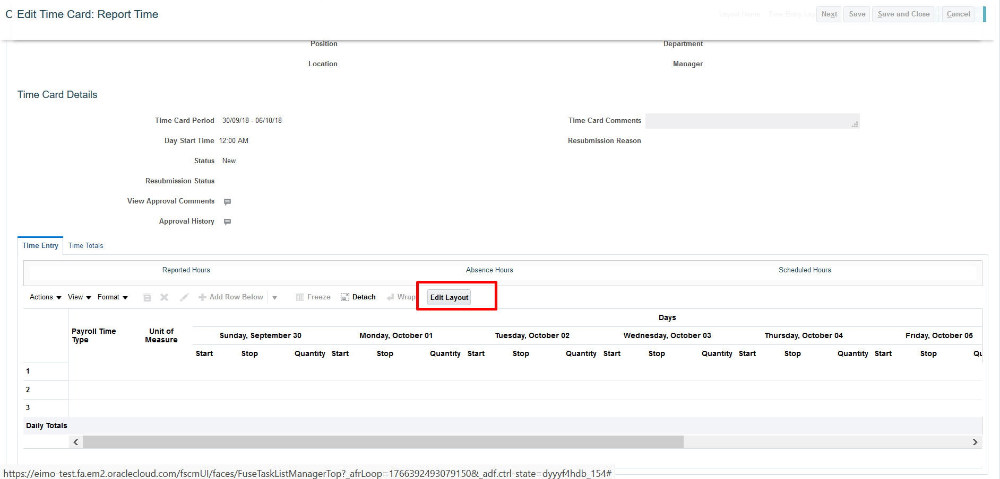 C Edit Time Card: Report Time
Layout Name Time Entry Lay Next Save Save and Close Cancel
Position Department
Location Manager
Time Card Details
Time Card Period 30/09/18 - 06/10/18 Time Card Comments
Day Start Time 12:00 AM Resubmission Reason
Status New
Resubmission Status
View Approval Comments
Approval History
Time Entry Time Totals
Reported Hours Absence Hours Scheduled Hours
Actions View Format Add Row Below Freeze Detach Wrap Edit Layout
Days
Payroll Time Type Unit of Measure
Sunday, September 30 Monday, October 01 Tuesday, October 02 Wednesday, October 03 Thursday, October 04 Friday, October 05
Start Stop Quantity Start Stop Quantity Start Stop Quantity Start Stop Quantity Start Stop Quantity Start Stop Qu
1
2
3
Daily Totals
https://eimo-test.fa.em2.oraclecloud.com/fscmUI/faces/FuseTaskListManagerTop?_afrLoop=1766392493079150&_adf.ctrl-state=dyyyf4hdb_154#